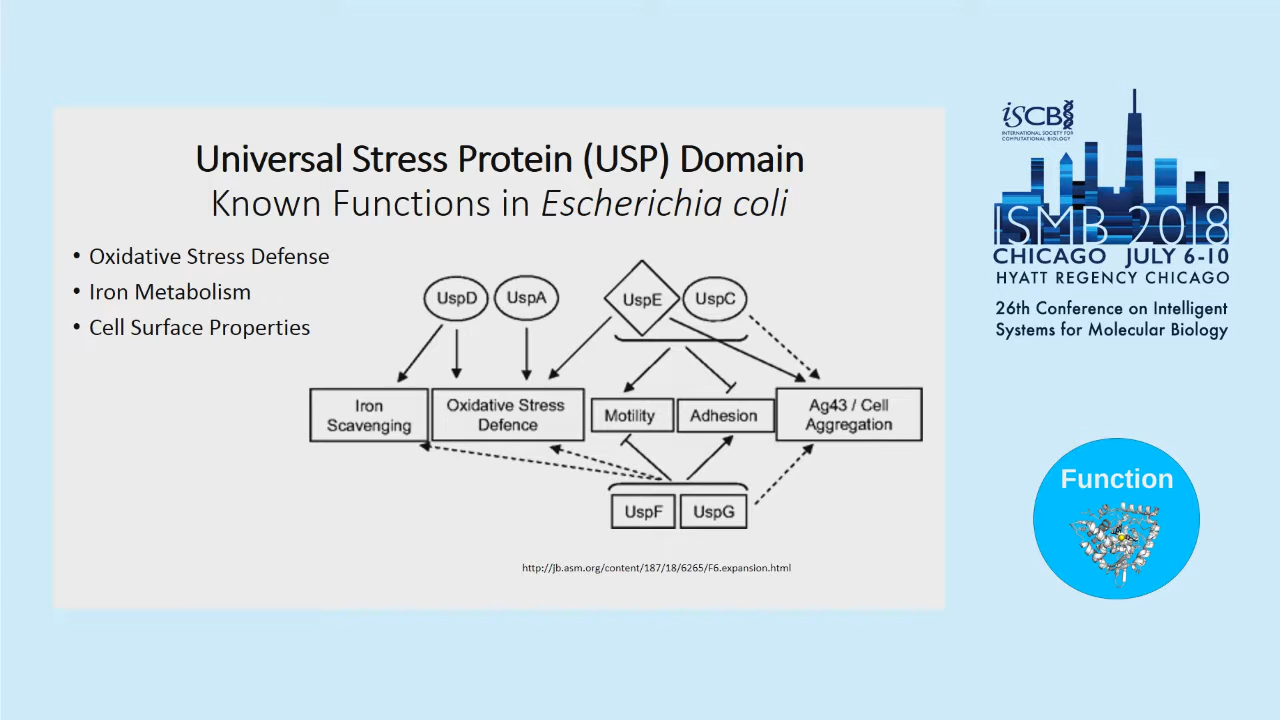 Universal Stress Protein (USP) Domain
Known Functions in Escherichia coli
• Oxidative Stress Defense
• Iron Metabolism
• Cell Surface Properties
UspD
UspA
UspE
UspC
Iron
Scavenging
Oxidative Stress
Defence
Motility
Adhesion
Ag43 / Cell
Aggregation
UspF
UspG
http://jb.asm.org/content/187/18/6265/F6.expansion.html
iSCB
INTERNATIONAL SOCIETY FOR
COMPUTATIONAL BIOLOGY
ISMB 2018
CHICAGO JULY 6-10
HYATT REGENCY CHICAGO
26th Conference on Intelligent
Systems for Molecular Biology
Function